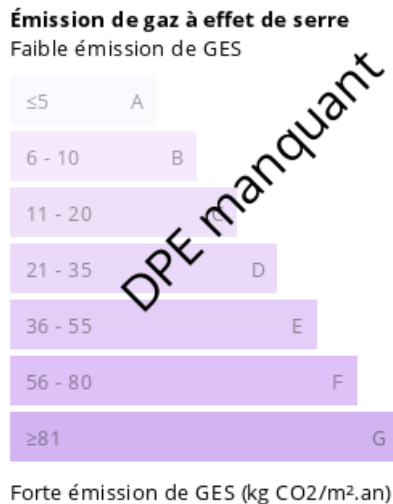 Émission de gaz à effet de serre
Faible émission de GES
≤5 A
6 - 10 B
11 - 20 C
21 - 35 D
36 - 55 E
56 - 80 F
≥81 G
DPE manquant
Forte émission de GES (kg CO2/m².an)